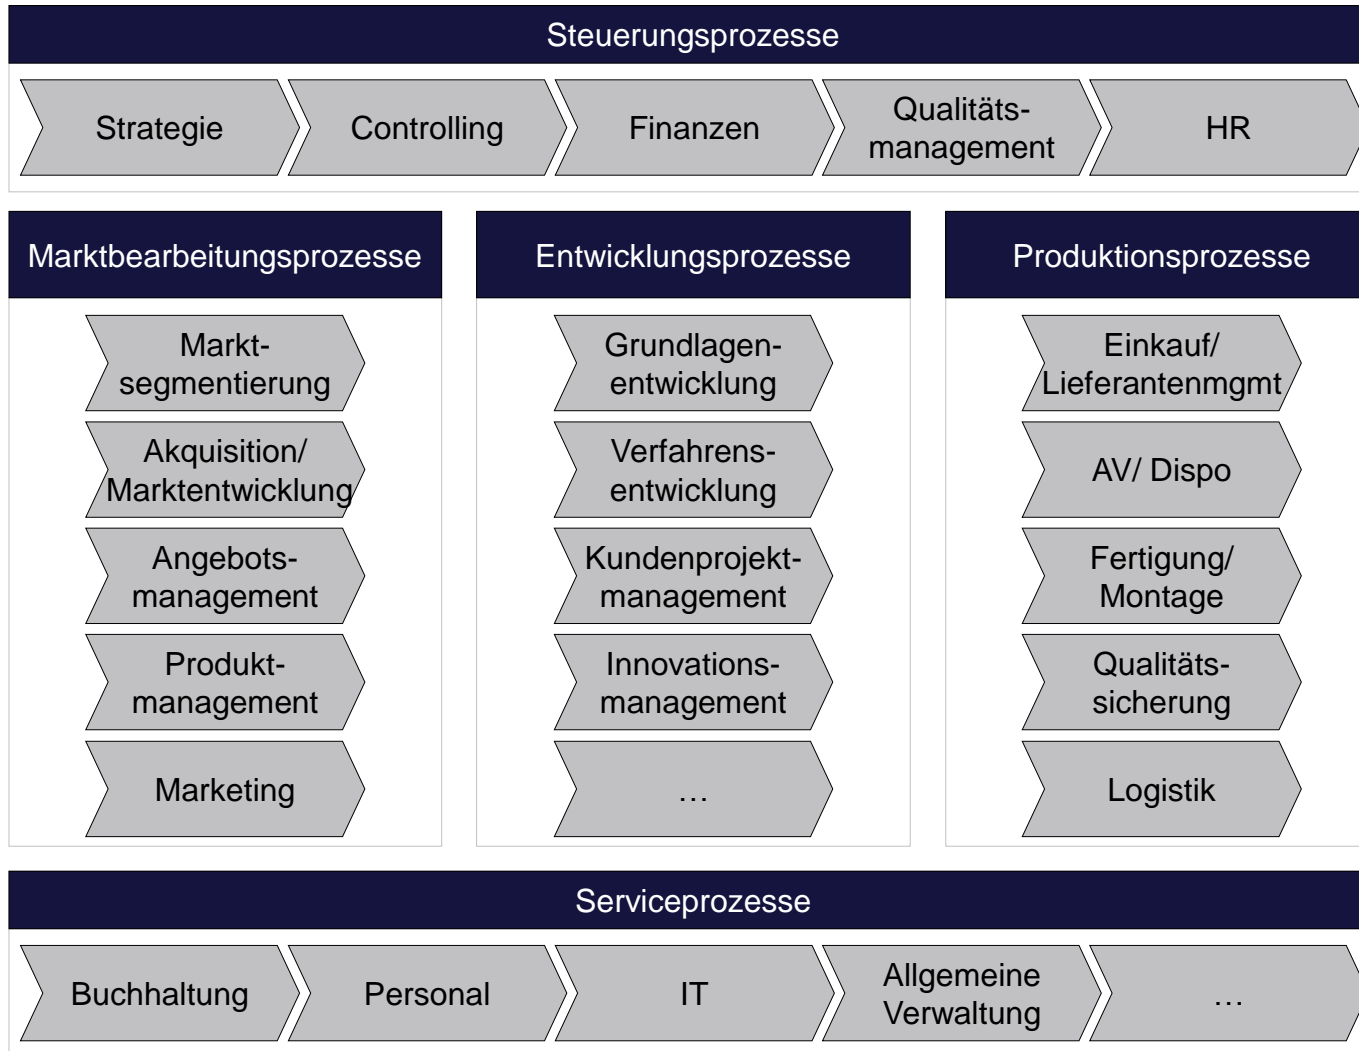 Steuerungsprozesse
Strategie
Controlling
Finanzen
Qualitäts-
management
HR
Marktbearbeitungsprozesse
Markt-
segmentierung
Akquisition/
Marktentwicklung
Angebots-
management
Produkt-
management
Marketing
Entwicklungsprozesse
Grundlagen-
entwicklung
Verfahrens-
entwicklung
Kundenprojekt-
management
Innovations-
management
…
Produktionsprozesse
Einkauf/
Lieferantenmgmt
AV/ Dispo
Fertigung/
Montage
Qualitäts-
sicherung
Logistik
Serviceprozesse
Buchhaltung
Personal
IT
Allgemeine
Verwaltung
…